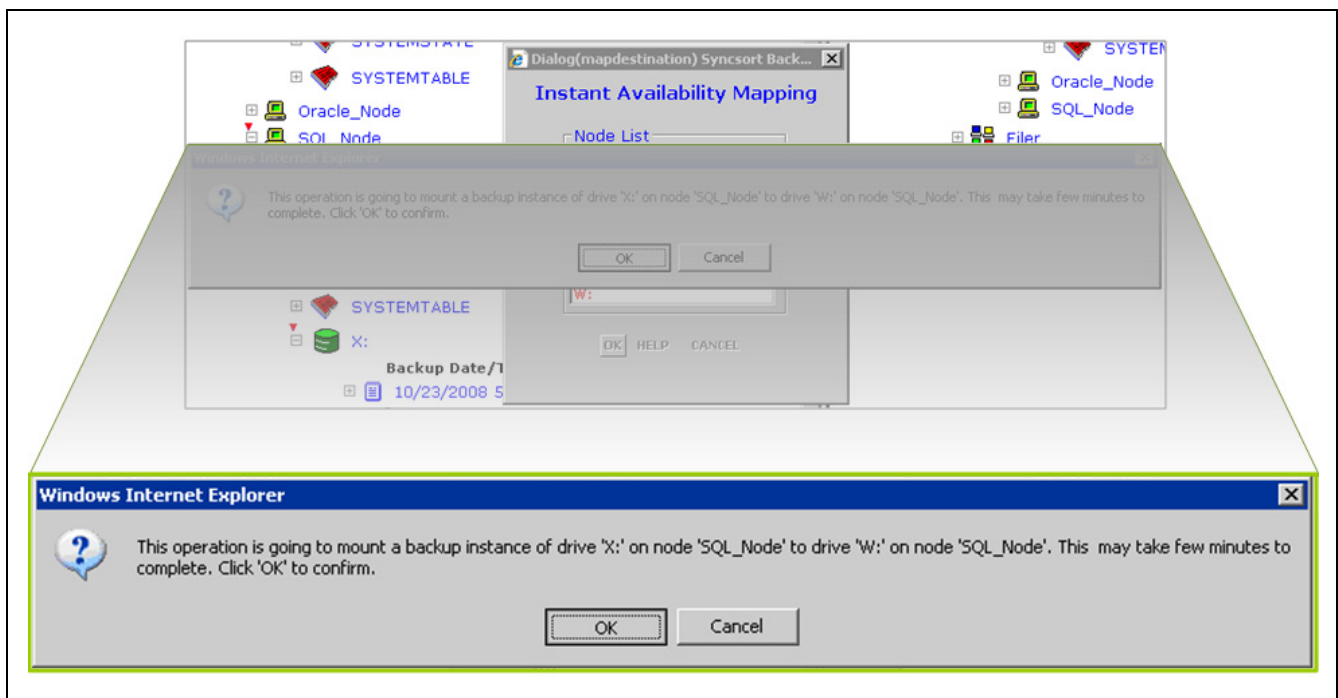 SYSTEMSTATE
SYSTEMTABLE
Oracle_Node
SQL_Node
Dialog(mapdestination) Syncsort Back...
Instant Availability Mapping
Node List
SYSTEM
Oracle_Node
SQL_Node
Filer
Windows Internet Explorer
This operation is going to mount a backup instance of drive 'X:' on node 'SQL_Node' to drive 'W:' on node 'SQL_Node'. This  may take few minutes to
complete. Click 'OK' to confirm.
OK Cancel
SYSTEMTABLE
X:
Backup Date/T
10/23/2008 5
W:
OK HELP CANCEL
Windows Internet Explorer
This operation is going to mount a backup instance of drive 'X:' on node 'SQL_Node' to drive 'W:' on node 'SQL_Node'. This  may take few minutes to
complete. Click 'OK' to confirm.
OK Cancel